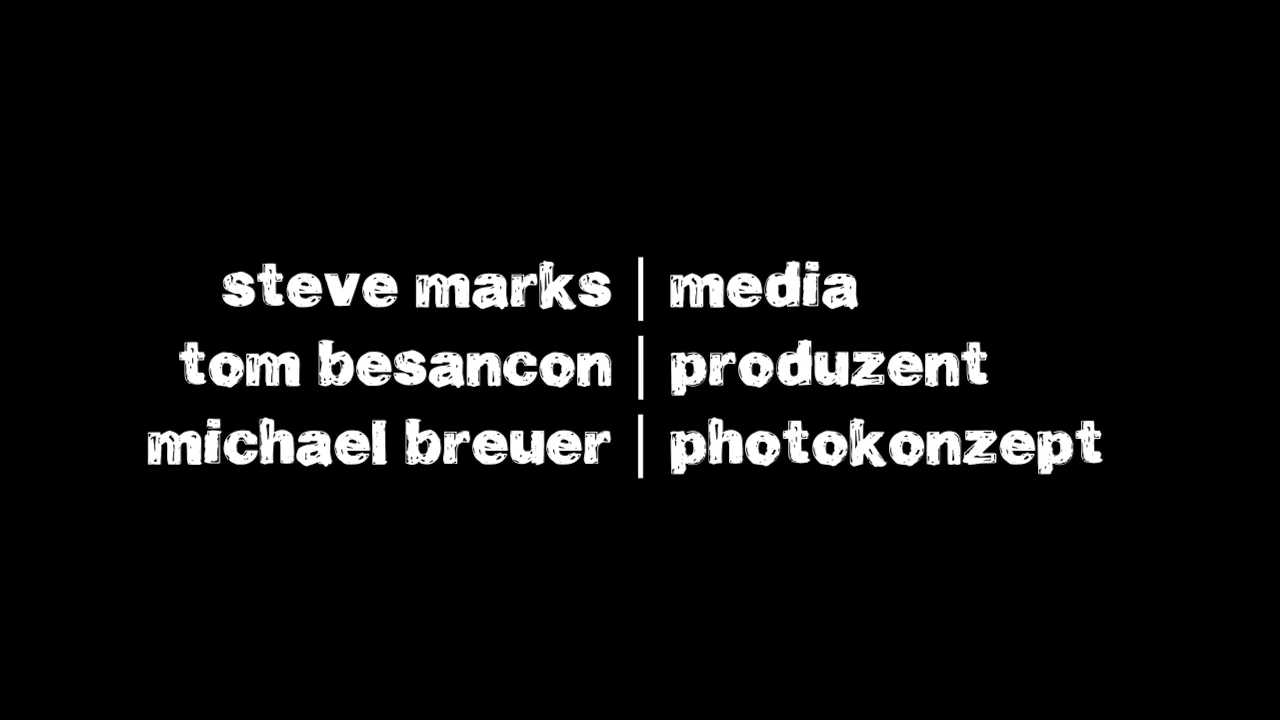 steve marks | media
tom besancon | produzent
michael breuer | photokonzept